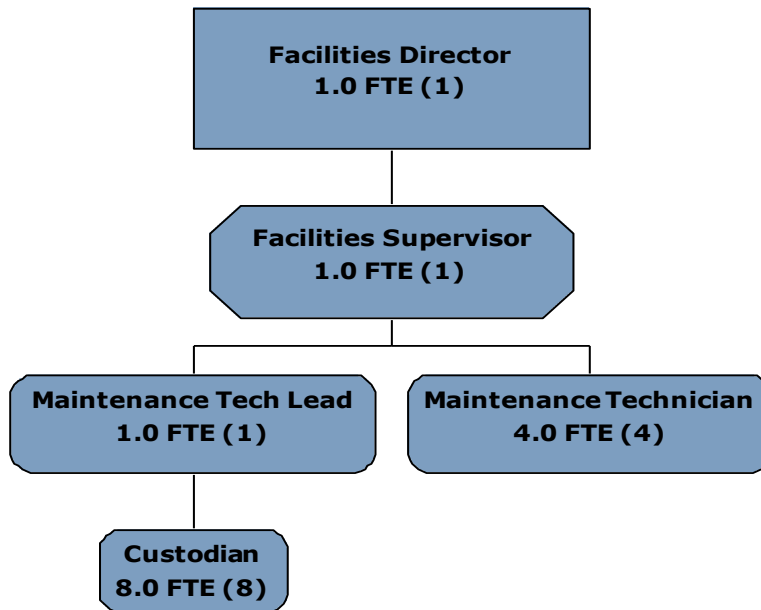 Facilities Director
1.0 FTE (1)
Facilities Supervisor
1.0 FTE (1)
Maintenance Tech Lead
1.0 FTE (1)
Maintenance Technician
4.0 FTE (4)
Custodian
8.0 FTE (8)